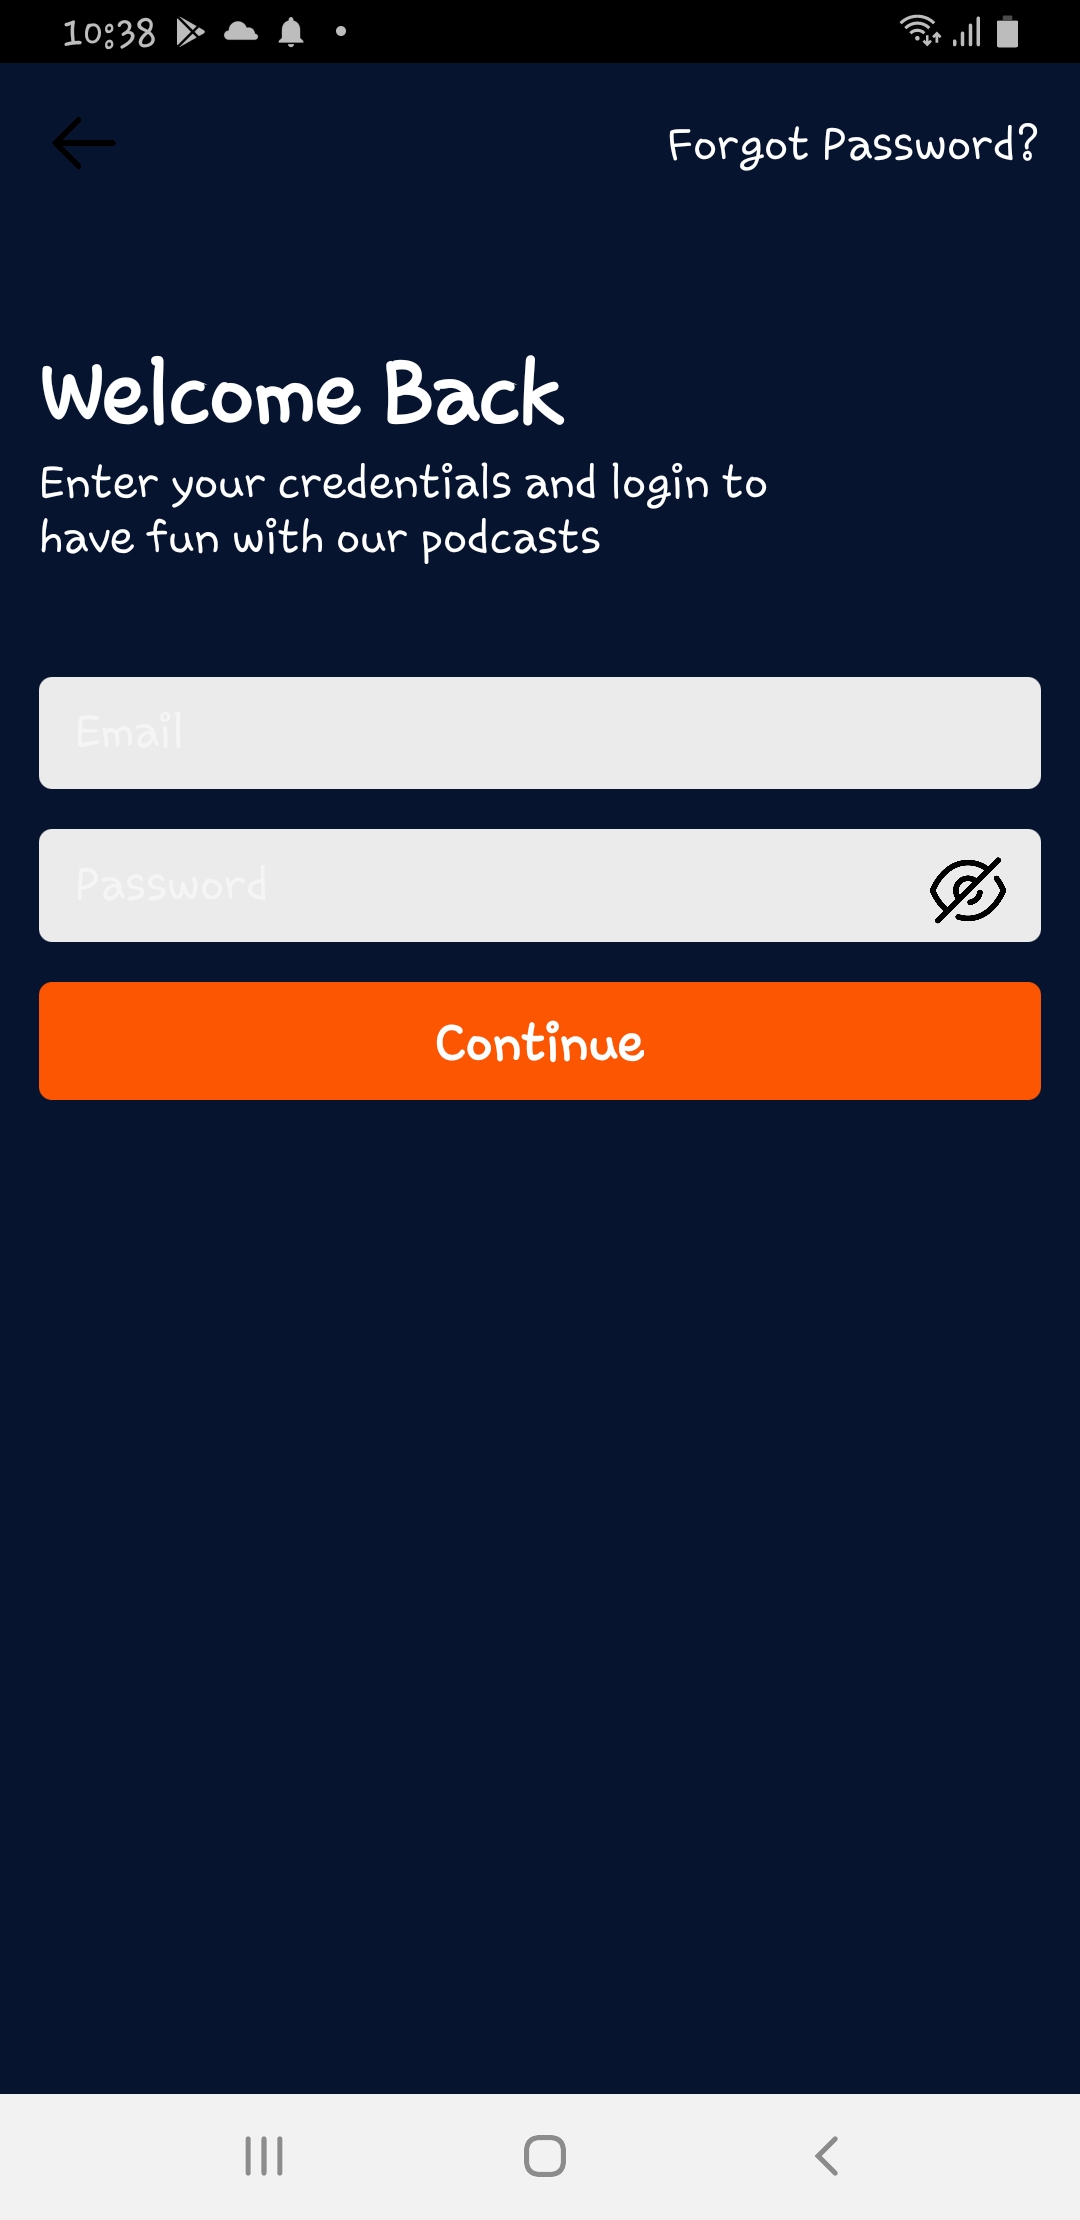 10:38
Forgot Password?
Welcome Back
Enter your credentials and login to
have fun with our podcasts
Email
Password
Continue